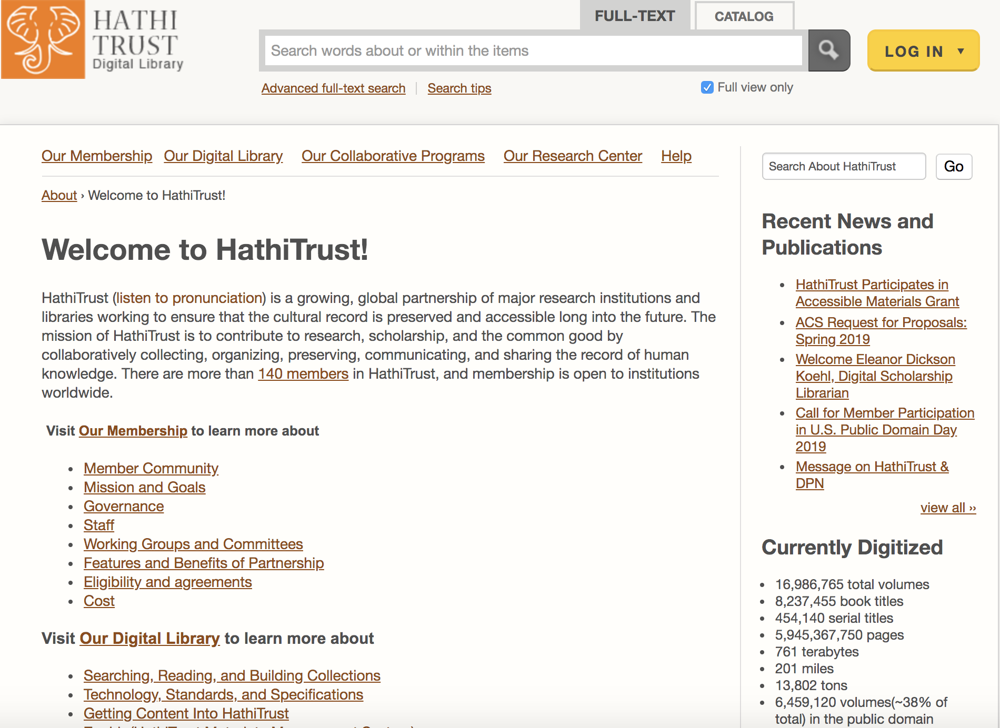 HATHI
TRUST
Digital Library
FULL-TEXT
CATALOG
Search words about or within the items
LOG IN ▼
Advanced full-text search
Search tips
Full view only
Our Membership
Our Digital Library
Our Collaborative Programs
Our Research Center
Help
About › Welcome to HathiTrust!
Welcome to HathiTrust!
HathiTrust (listen to pronunciation) is a growing, global partnership of major research institutions and
libraries working to ensure that the cultural record is preserved and accessible long into the future. The
mission of HathiTrust is to contribute to research, scholarship, and the common good by
collaboratively collecting, organizing, preserving, communicating, and sharing the record of human
knowledge. There are more than 140 members in HathiTrust, and membership is open to institutions
worldwide.
Visit Our Membership to learn more about
• Member Community
• Mission and Goals
• Governance
• Staff
• Working Groups and Committees
• Features and Benefits of Partnership
• Eligibility and agreements
• Cost
Visit Our Digital Library to learn more about
• Searching, Reading, and Building Collections
• Technology, Standards, and Specifications
• Getting Content Into HathiTrust
Search About HathiTrust
Go
Recent News and
Publications
• HathiTrust Participates in
Accessible Materials Grant
• ACS Request for Proposals:
Spring 2019
• Welcome Eleanor Dickson
Koehl, Digital Scholarship
Librarian
• Call for Member Participation
in U.S. Public Domain Day
2019
• Message on HathiTrust &
DPN
view all ››
Currently Digitized
• 16,986,765 total volumes
• 8,237,455 book titles
• 454,140 serial titles
• 5,945,367,750 pages
• 761 terabytes
• 201 miles
• 13,802 tons
• 6,459,120 volumes(~38% of
total) in the public domain